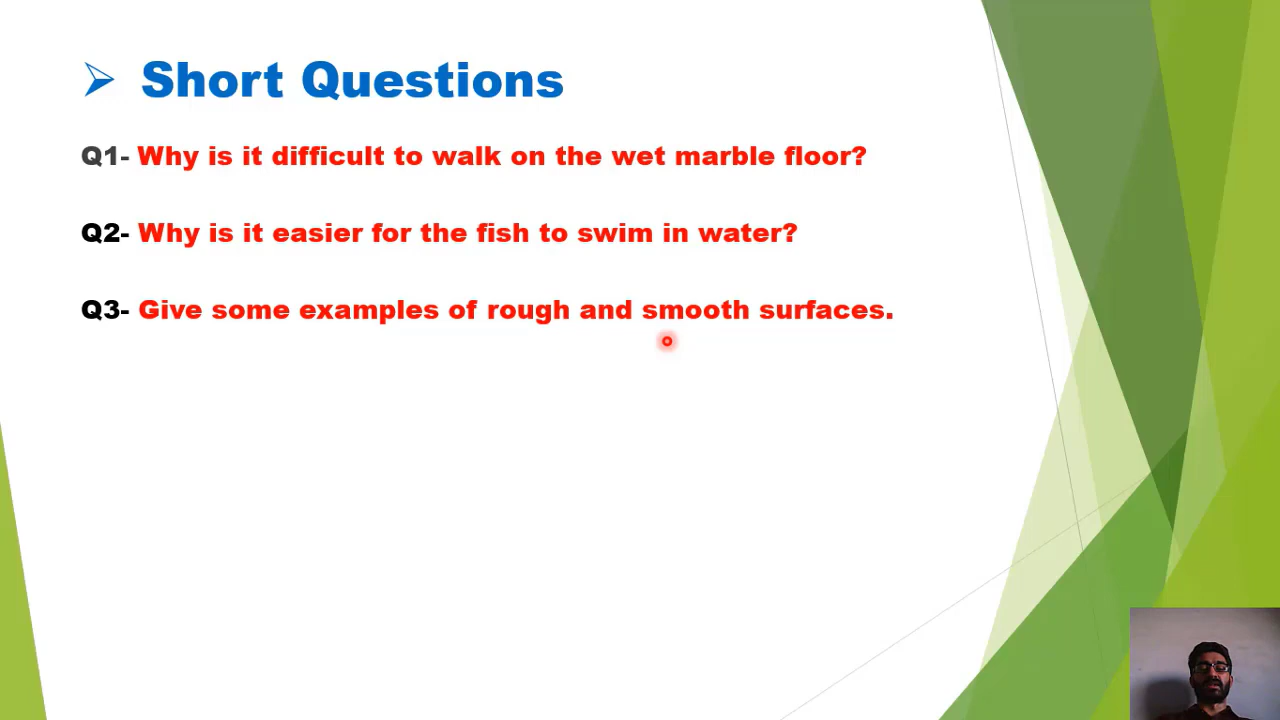 Short Questions
Q1- Why is it difficult to walk on the wet marble floor?
Q2- Why is it easier for the fish to swim in water?
Q3- Give some examples of rough and smooth surfaces.